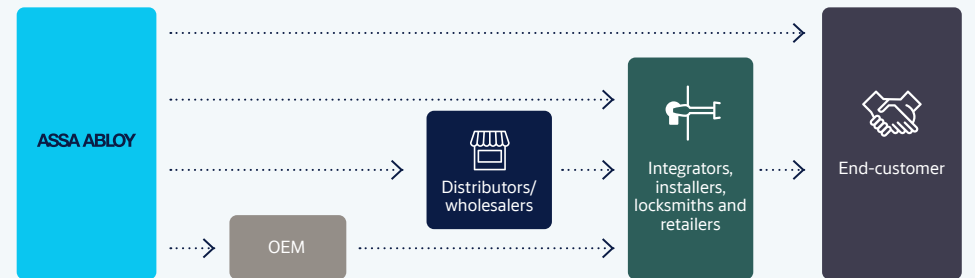 ASSA ABLOY
OEM
Distributors/
wholesalers
Integrators,
installers,
locksmiths and
retailers
End-customer